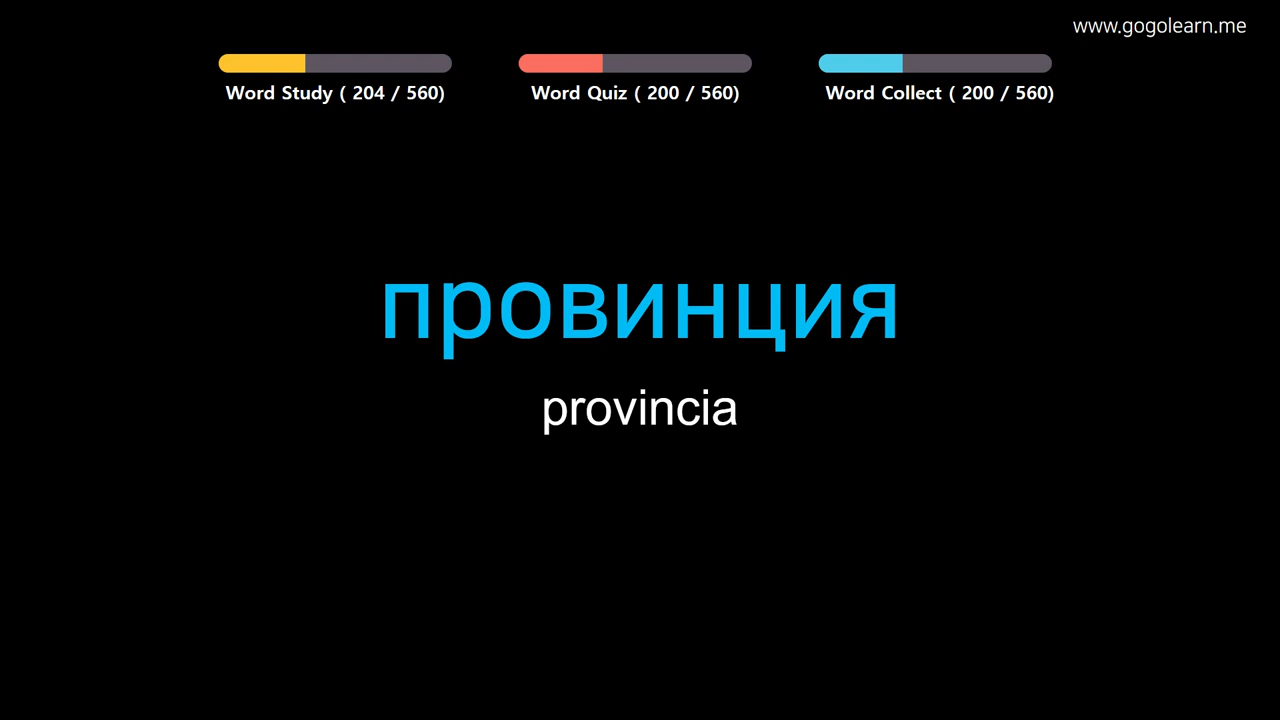 www.gogolearn.me
Word Study ( 204 / 560)
Word Quiz ( 200 / 560)
Word Collect ( 200 / 560)
провинция
provincia